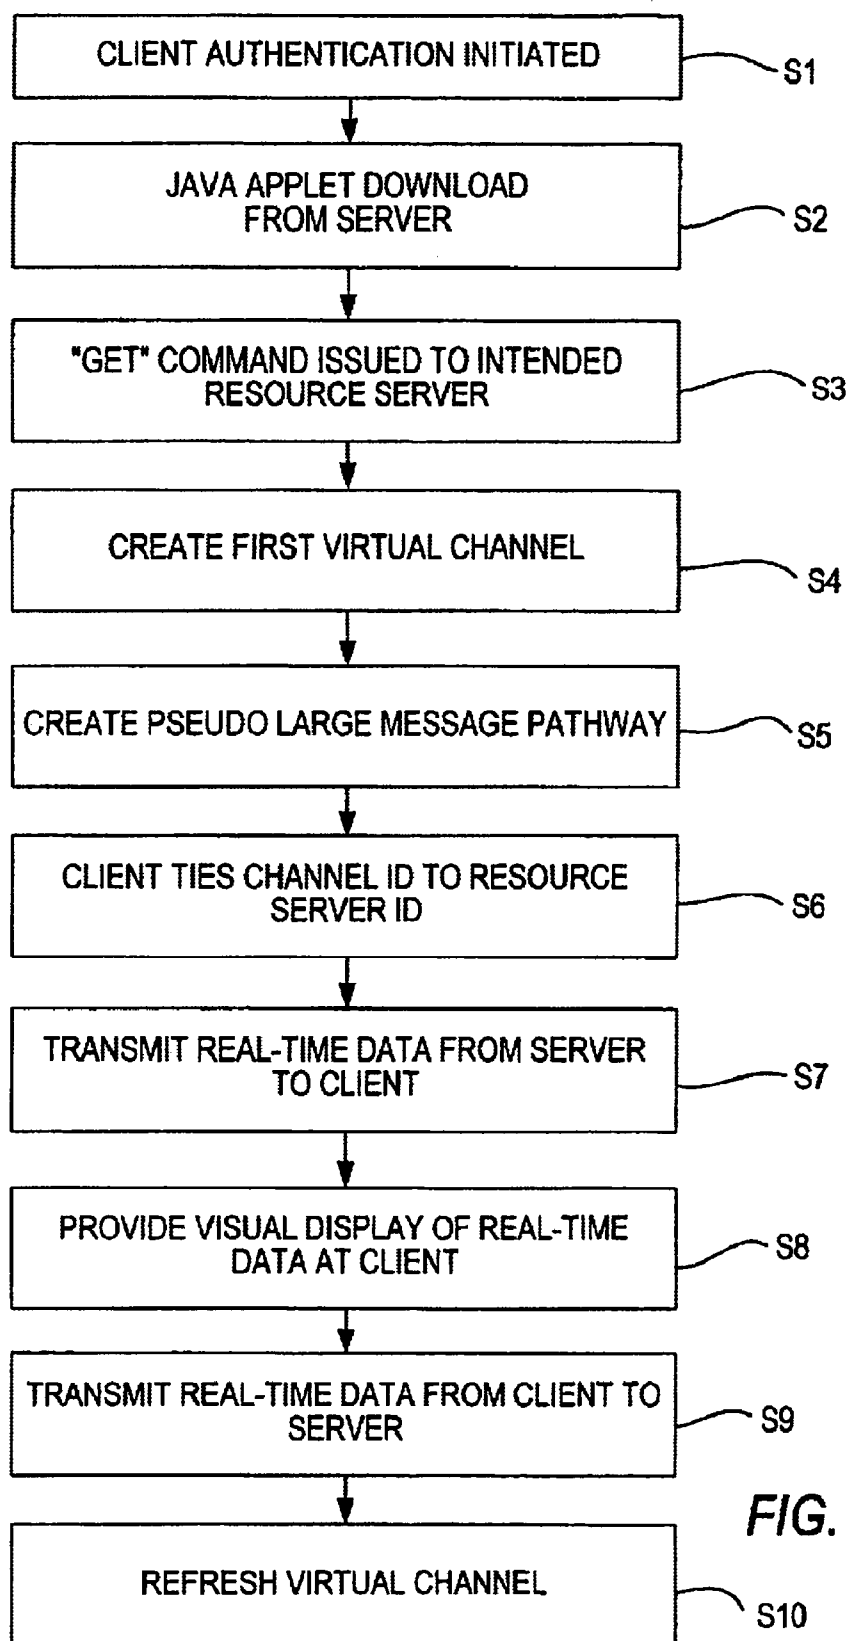 CLIENT AUTHENTICATION INITIATED
S1
JAVA APPLET DOWNLOAD
FROM SERVER
S2
"GET" COMMAND ISSUED TO INTENDED
RESOURCE SERVER
S3
CREATE FIRST VIRTUAL CHANNEL
S4
CREATE PSEUDO LARGE MESSAGE PATHWAY
S5
CLIENT TIES CHANNEL ID TO RESOURCE
SERVER ID
S6
TRANSMIT REAL-TIME DATA FROM SERVER
TO CLIENT
S7
PROVIDE VISUAL DISPLAY OF REAL-TIME
DATA AT CLIENT
S8
TRANSMIT REAL-TIME DATA FROM CLIENT TO
SERVER
S9
FIG.
REFRESH VIRTUAL CHANNEL
S10